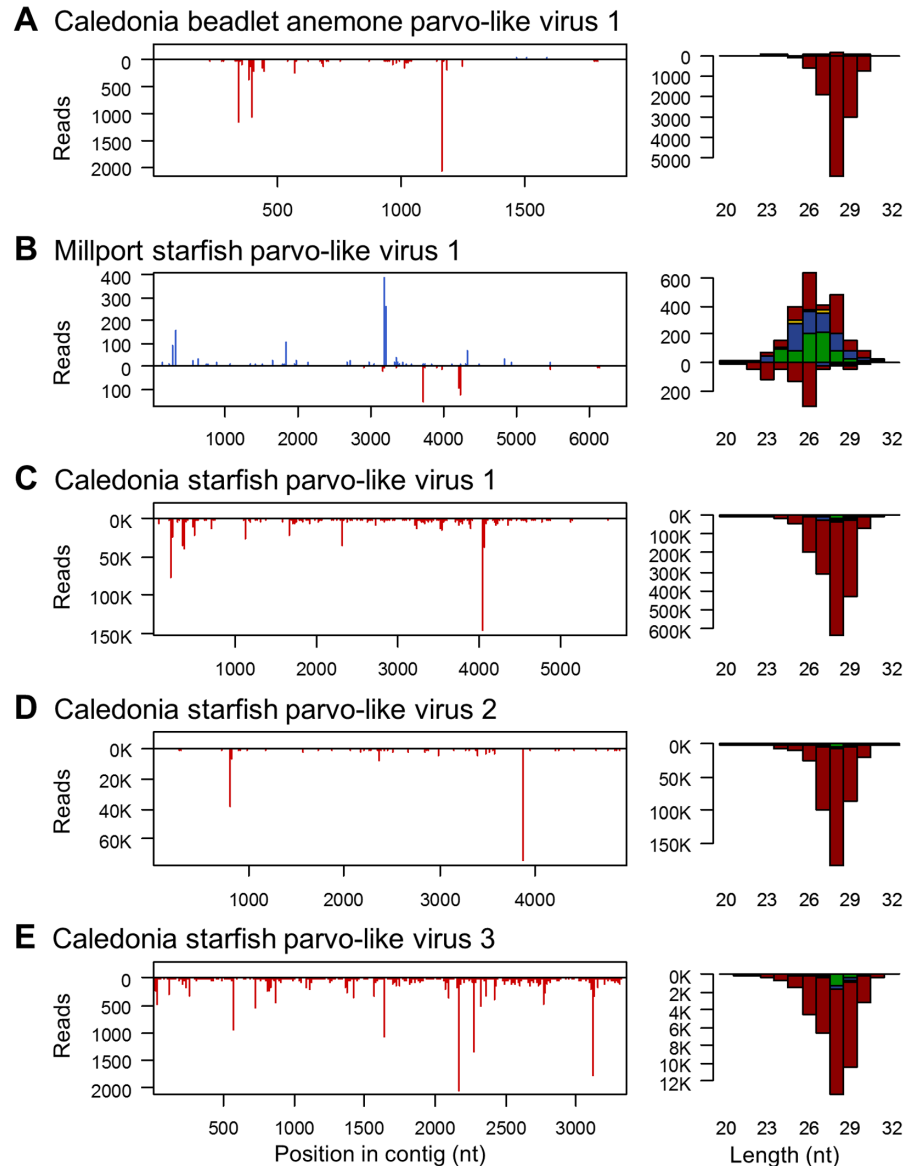 A Caledonia beadlet anemone parvo-like virus 1
Reads
0
500
1000
1500
2000
500 1000 1500
0
1000
2000
3000
4000
5000
20 23 26 29 32
B Millport starfish parvo-like virus 1
Reads
400
300
200
100
0
100
1000 2000 3000 4000 5000 6000
600
400
200
0
200
20 23 26 29 32
C Caledonia starfish parvo-like virus 1
Reads
0K
50K
100K
150K
1000 2000 3000 4000 5000
0K
100K
200K
300K
400K
500K
600K
20 23 26 29 32
D Caledonia starfish parvo-like virus 2
Reads
0K
20K
40K
60K
1000 2000 3000 4000
0K
50K
100K
150K
20 23 26 29 32
E Caledonia starfish parvo-like virus 3
Reads
0
500
1000
1500
2000
500 1000 1500 2000 2500 3000
Position in contig (nt)
0K
2K
4K
6K
8K
10K
12K
20 23 26 29 32
Length (nt)